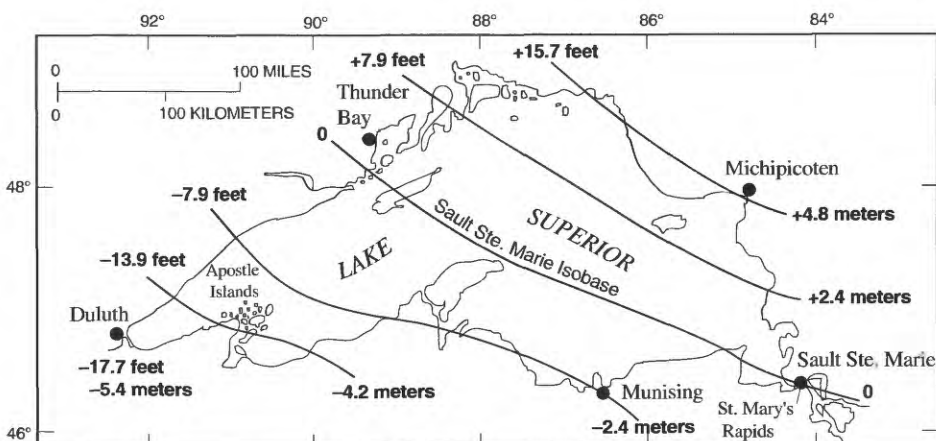 92°
90°
88°
86°
84°
0
100 MILES
0
100 KILOMETERS
+7.9 feet
+15.7 feet
Thunder
Bay
0
48°
Michipicoten
−7.9 feet
+4.8 meters
SUPERIOR
Sault Ste. Marie Isobase
LAKE
−13.9 feet
Apostle
Islands
+2.4 meters
Duluth
−17.7 feet
−5.4 meters
−4.2 meters
Munising
Sault Ste. Marie
0
St. Mary's
Rapids
−2.4 meters
46°